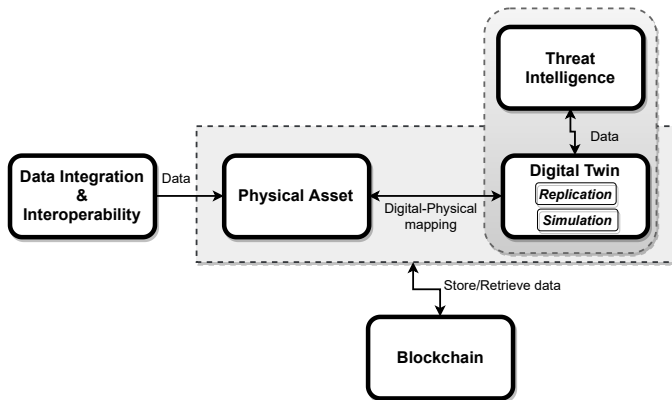 Threat
Intelligence
Data
Data Integration
&
Interoperability
Data
Physical Asset
Digital-Physical
mapping
Digital Twin
Replication
Simulation
Store/Retrieve data
Blockchain